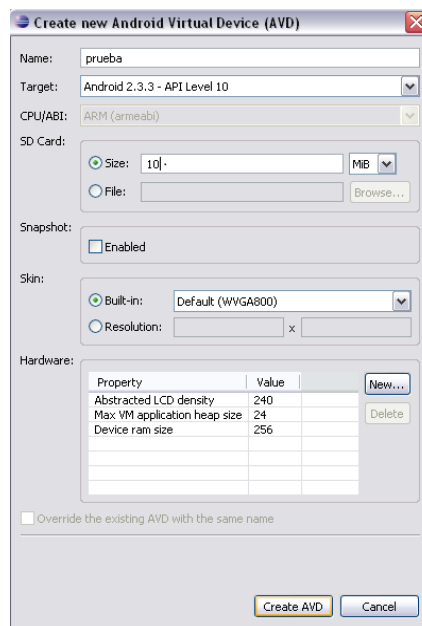 Create new Android Virtual Device (AVD)
Name: prueba
Target: Android 2.3.3 - API Level 10
CPU/ABI: ARM (armeabi)
SD Card:
Size: 10 MiB
File: Browse...
Snapshot:
Enabled
Skin:
Built-in: Default (WVGA800)
Resolution: x
Hardware:
Property Value New...
Abstracted LCD density 240 Delete
Max VM application heap size 24
Device ram size 256
Override the existing AVD with the same name
Create AVD Cancel